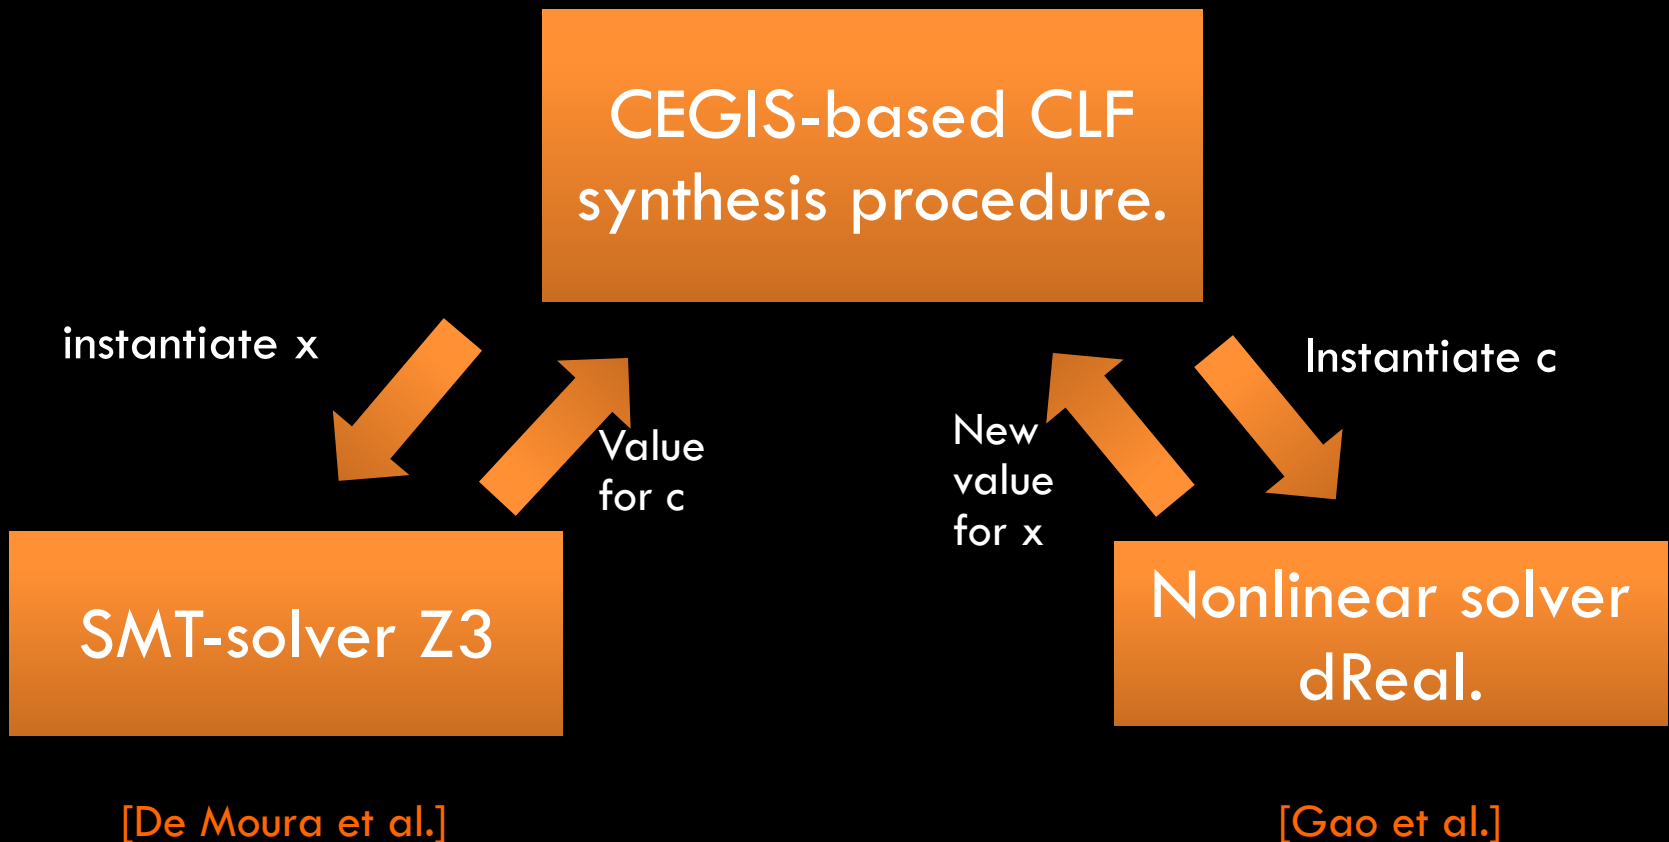 CEGIS-based CLF
synthesis procedure.
instantiate x
Instantiate c
Value
for c
New
value
for x
SMT-solver Z3
Nonlinear solver
dReal.
[De Moura et al.]
[Gao et al.]